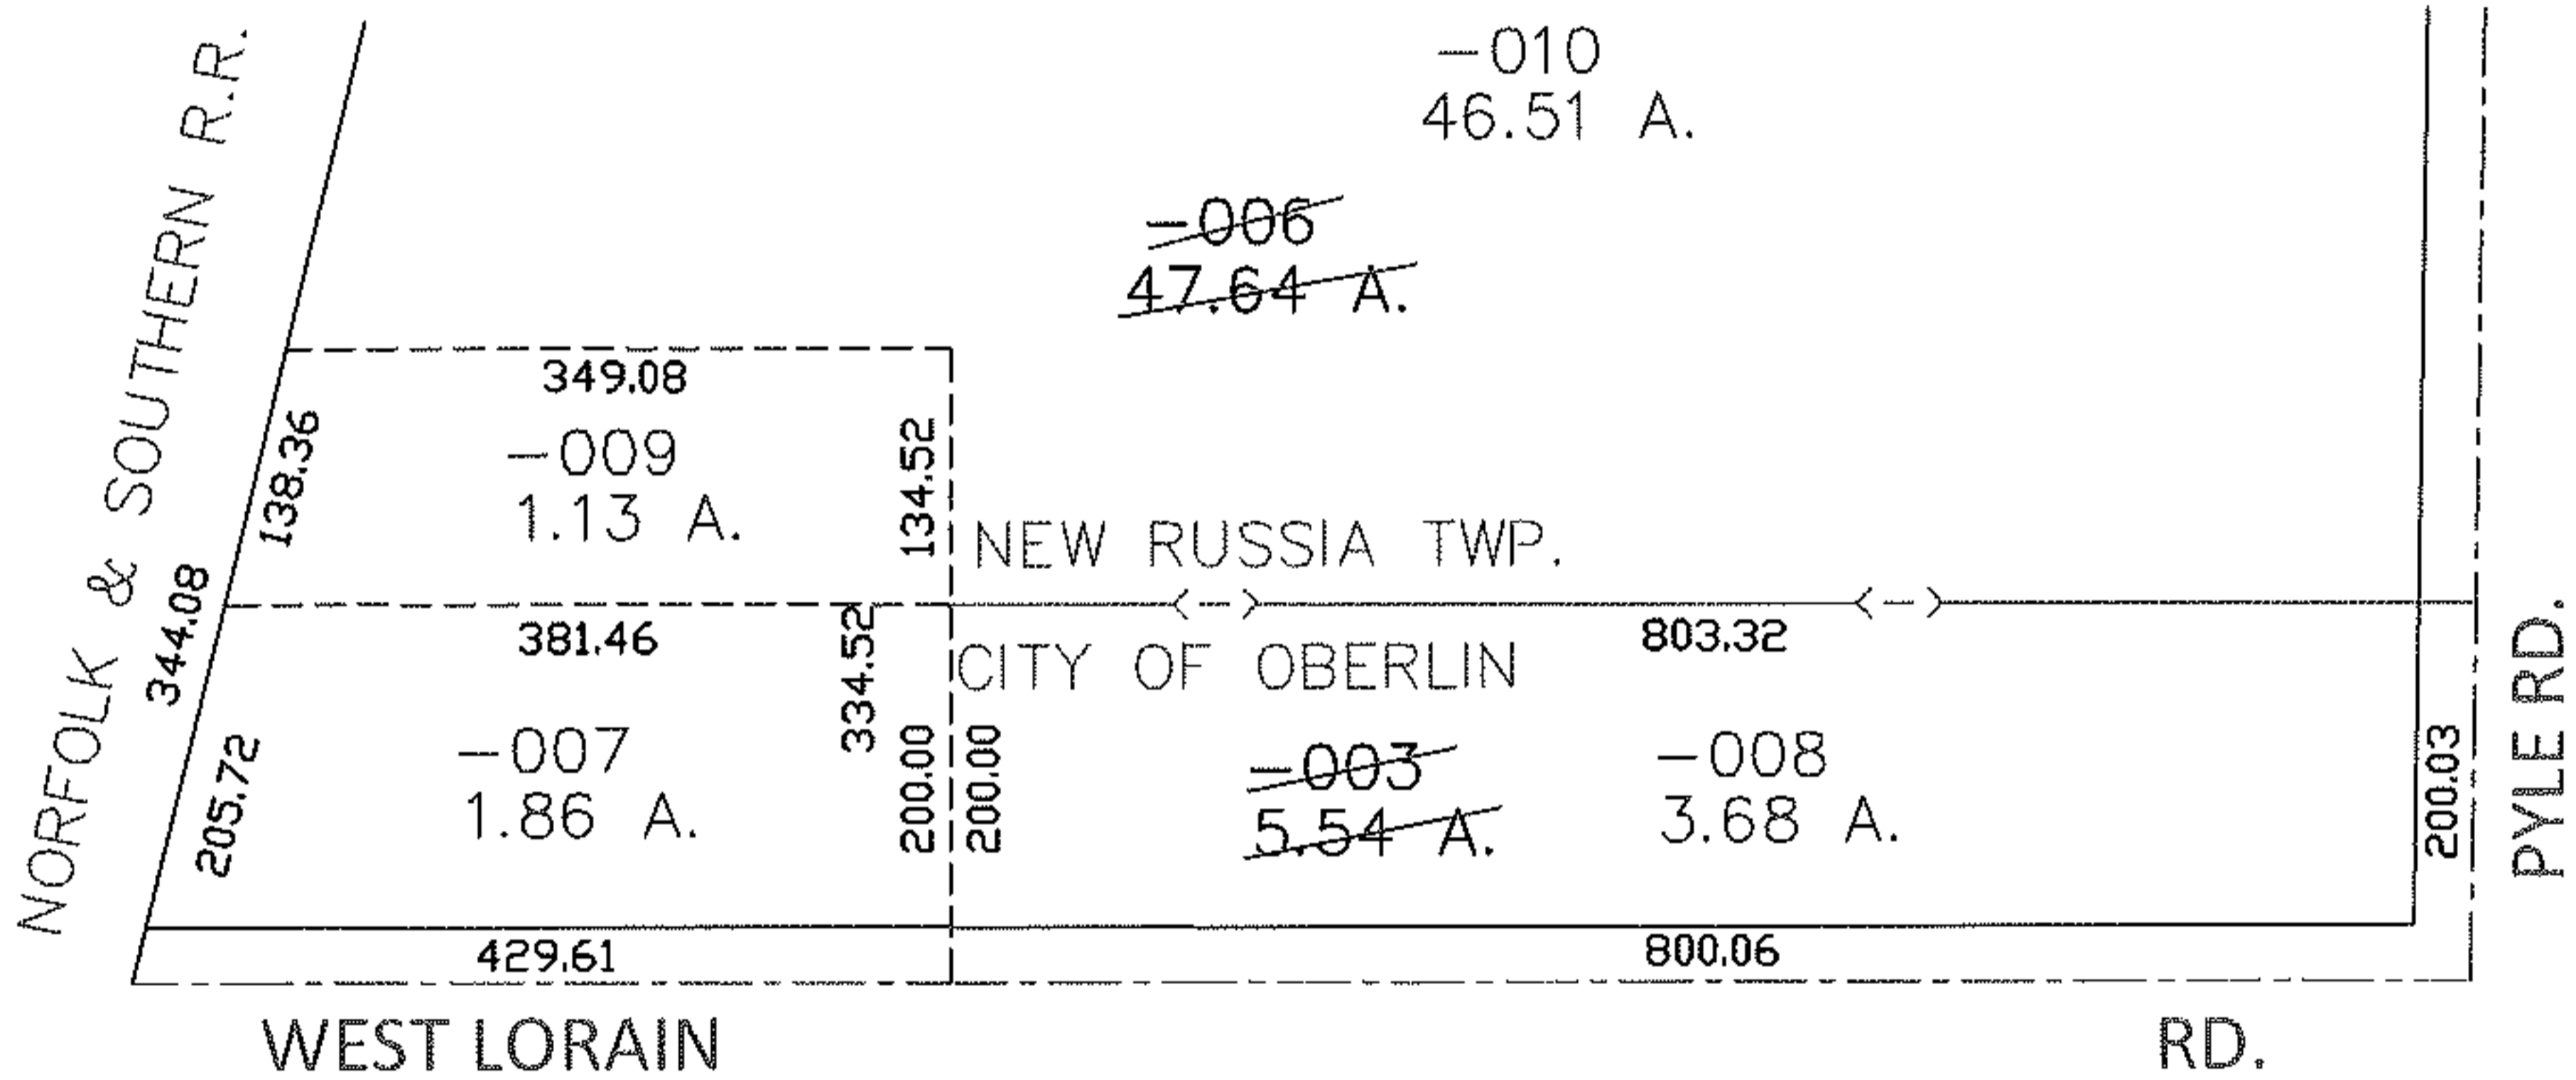 NORFOLK & SOUTHERN R.R.
-010
46.51 A.
-006
47.64 A.
349.08
138.36
-009
1.13 A.
134.52
NEW RUSSIA TWP.
344.08
381.46
334.52
CITY OF OBERLIN
803.32
205.72
-007
1.86 A.
200.00
200.00
-003
5.54 A.
-008
3.68 A.
200.03
PYLE RD.
429.61
800.06
WEST LORAIN RD.